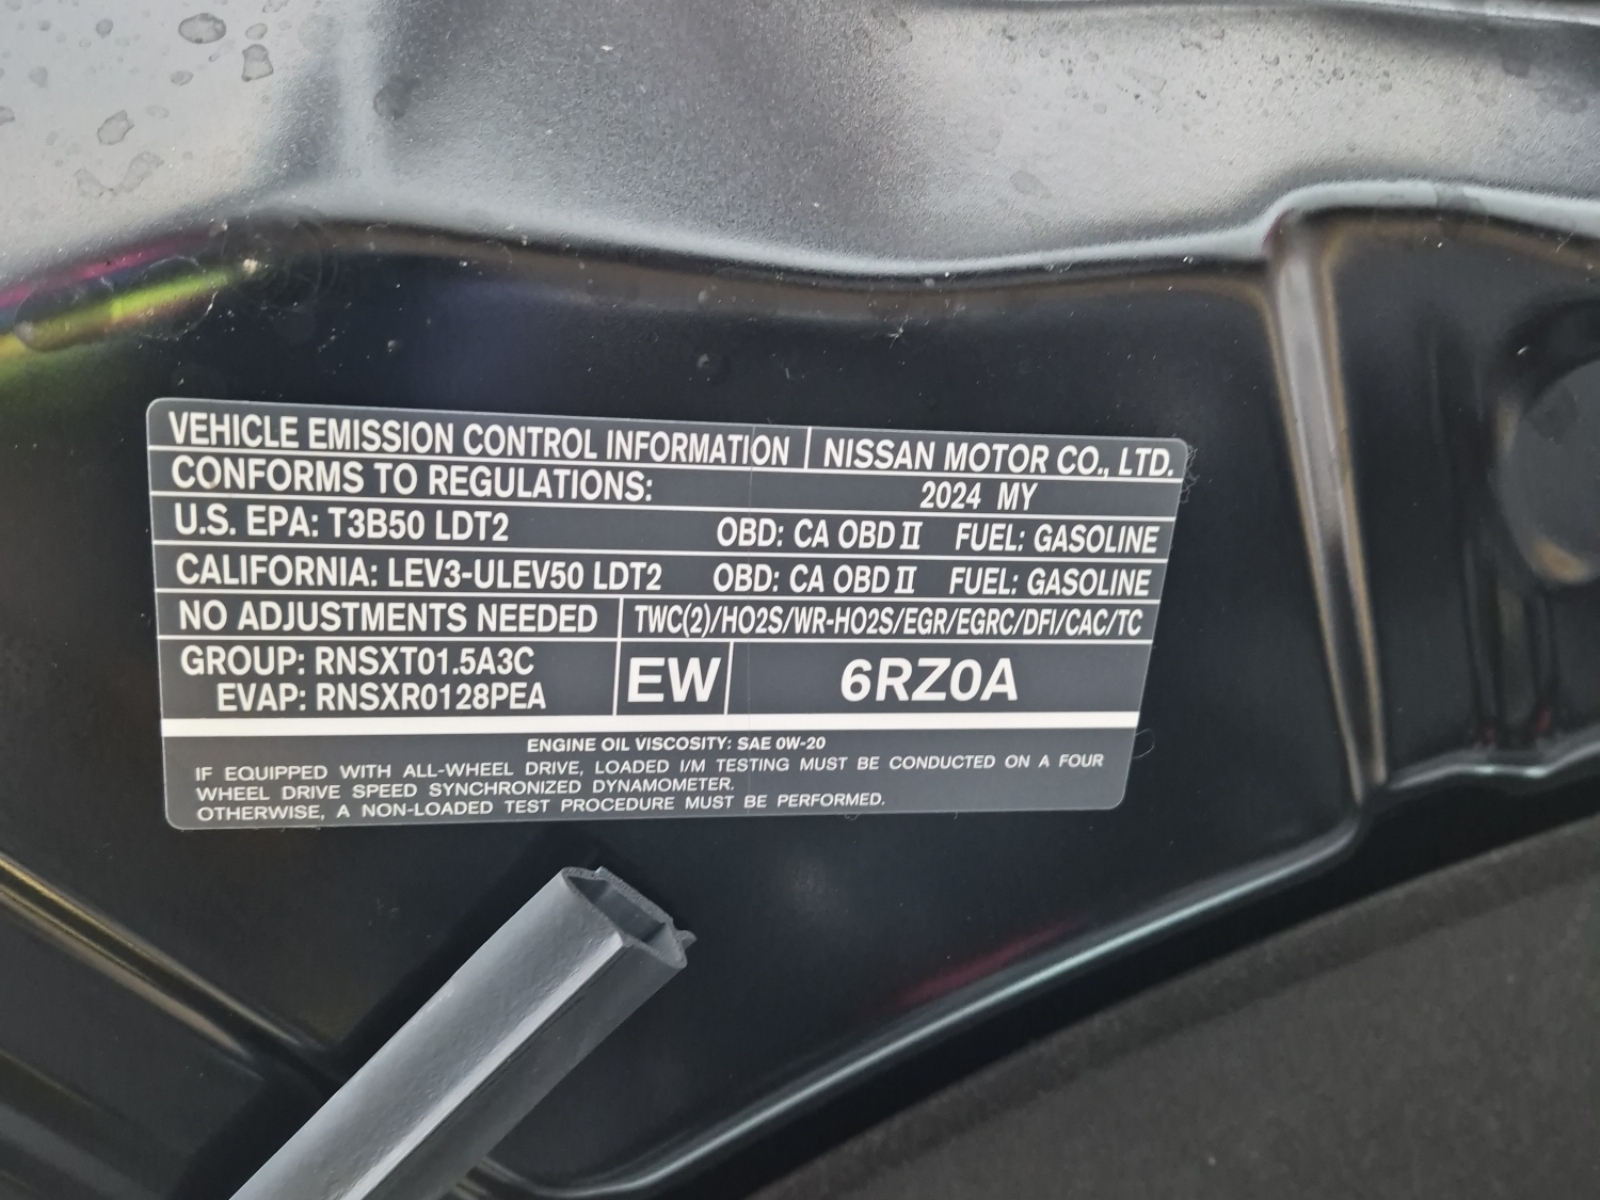 VEHICLE EMISSION CONTROL INFORMATION NISSAN MOTOR CO., LTD.
CONFORMS TO REGULATIONS: 2024 MY
U.S. EPA: T3B50 LDT2 OBD: CA OBD II FUEL: GASOLINE
CALIFORNIA: LEV3-ULEV50 LDT2 OBD: CA OBD II FUEL: GASOLINE
NO ADJUSTMENTS NEEDED TWC(2)/HO2S/WR-HO2S/EGR/EGRC/DFI/CAC/TC
GROUP: RNSXT01.5A3C
EVAP: RNSXR0128PEA
EW 6RZ0A
ENGINE OIL VISCOSITY: SAE 0W-20
IF EQUIPPED WITH ALL-WHEEL DRIVE, LOADED I/M TESTING MUST BE CONDUCTED ON A FOUR
WHEEL DRIVE SPEED SYNCHRONIZED DYNAMOMETER.
OTHERWISE, A NON-LOADED TEST PROCEDURE MUST BE PERFORMED.